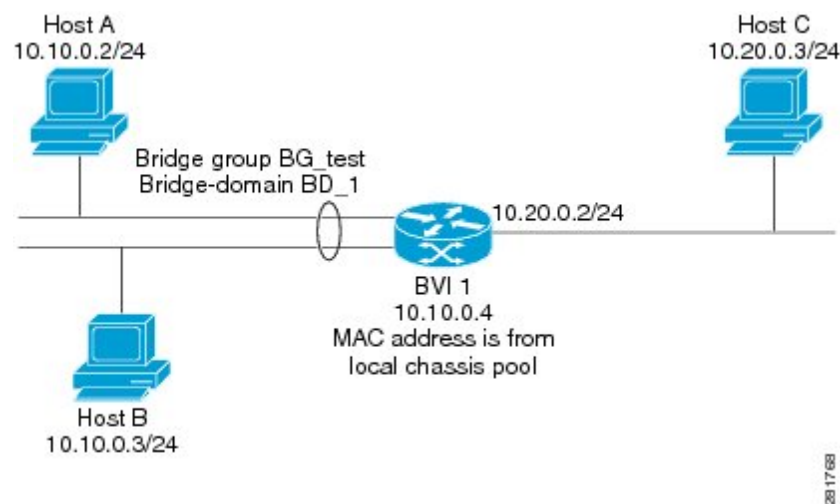 Host A
10.10.0.2/24
Host C
10.20.0.3/24
Bridge group BG_test
Bridge-domain BD_1
10.20.0.2/24
BVI 1
10.10.0.4
MAC address is from
local chassis pool
Host B
10.10.0.3/24
281768